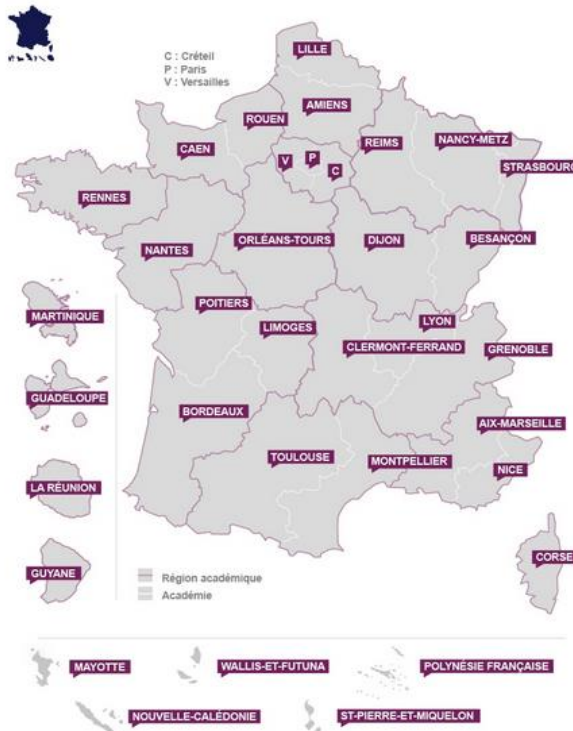 C : Créteil
P : Paris
V : Versailles
LILLE
AMIENS
ROUEN
CAEN
REIMS
NANCY-METZ
STRASBOURG
V
P
C
RENNES
NANTES
ORLÉANS-TOURS
DIJON
BESANÇON
POITIERS
LIMOGES
LYON
CLERMONT-FERRAND
GRENOBLE
BORDEAUX
AIX-MARSEILLE
TOULOUSE
MONTPELLIER
NICE
CORSE
MARTINIQUE
GUADELOUPE
LA RÉUNION
GUYANE
Région académique
Académie
MAYOTTE
WALLIS-ET-FUTUNA
POLYNÉSIE FRANÇAISE
NOUVELLE-CALÉDONIE
ST-PIERRE-ET-MIQUELON